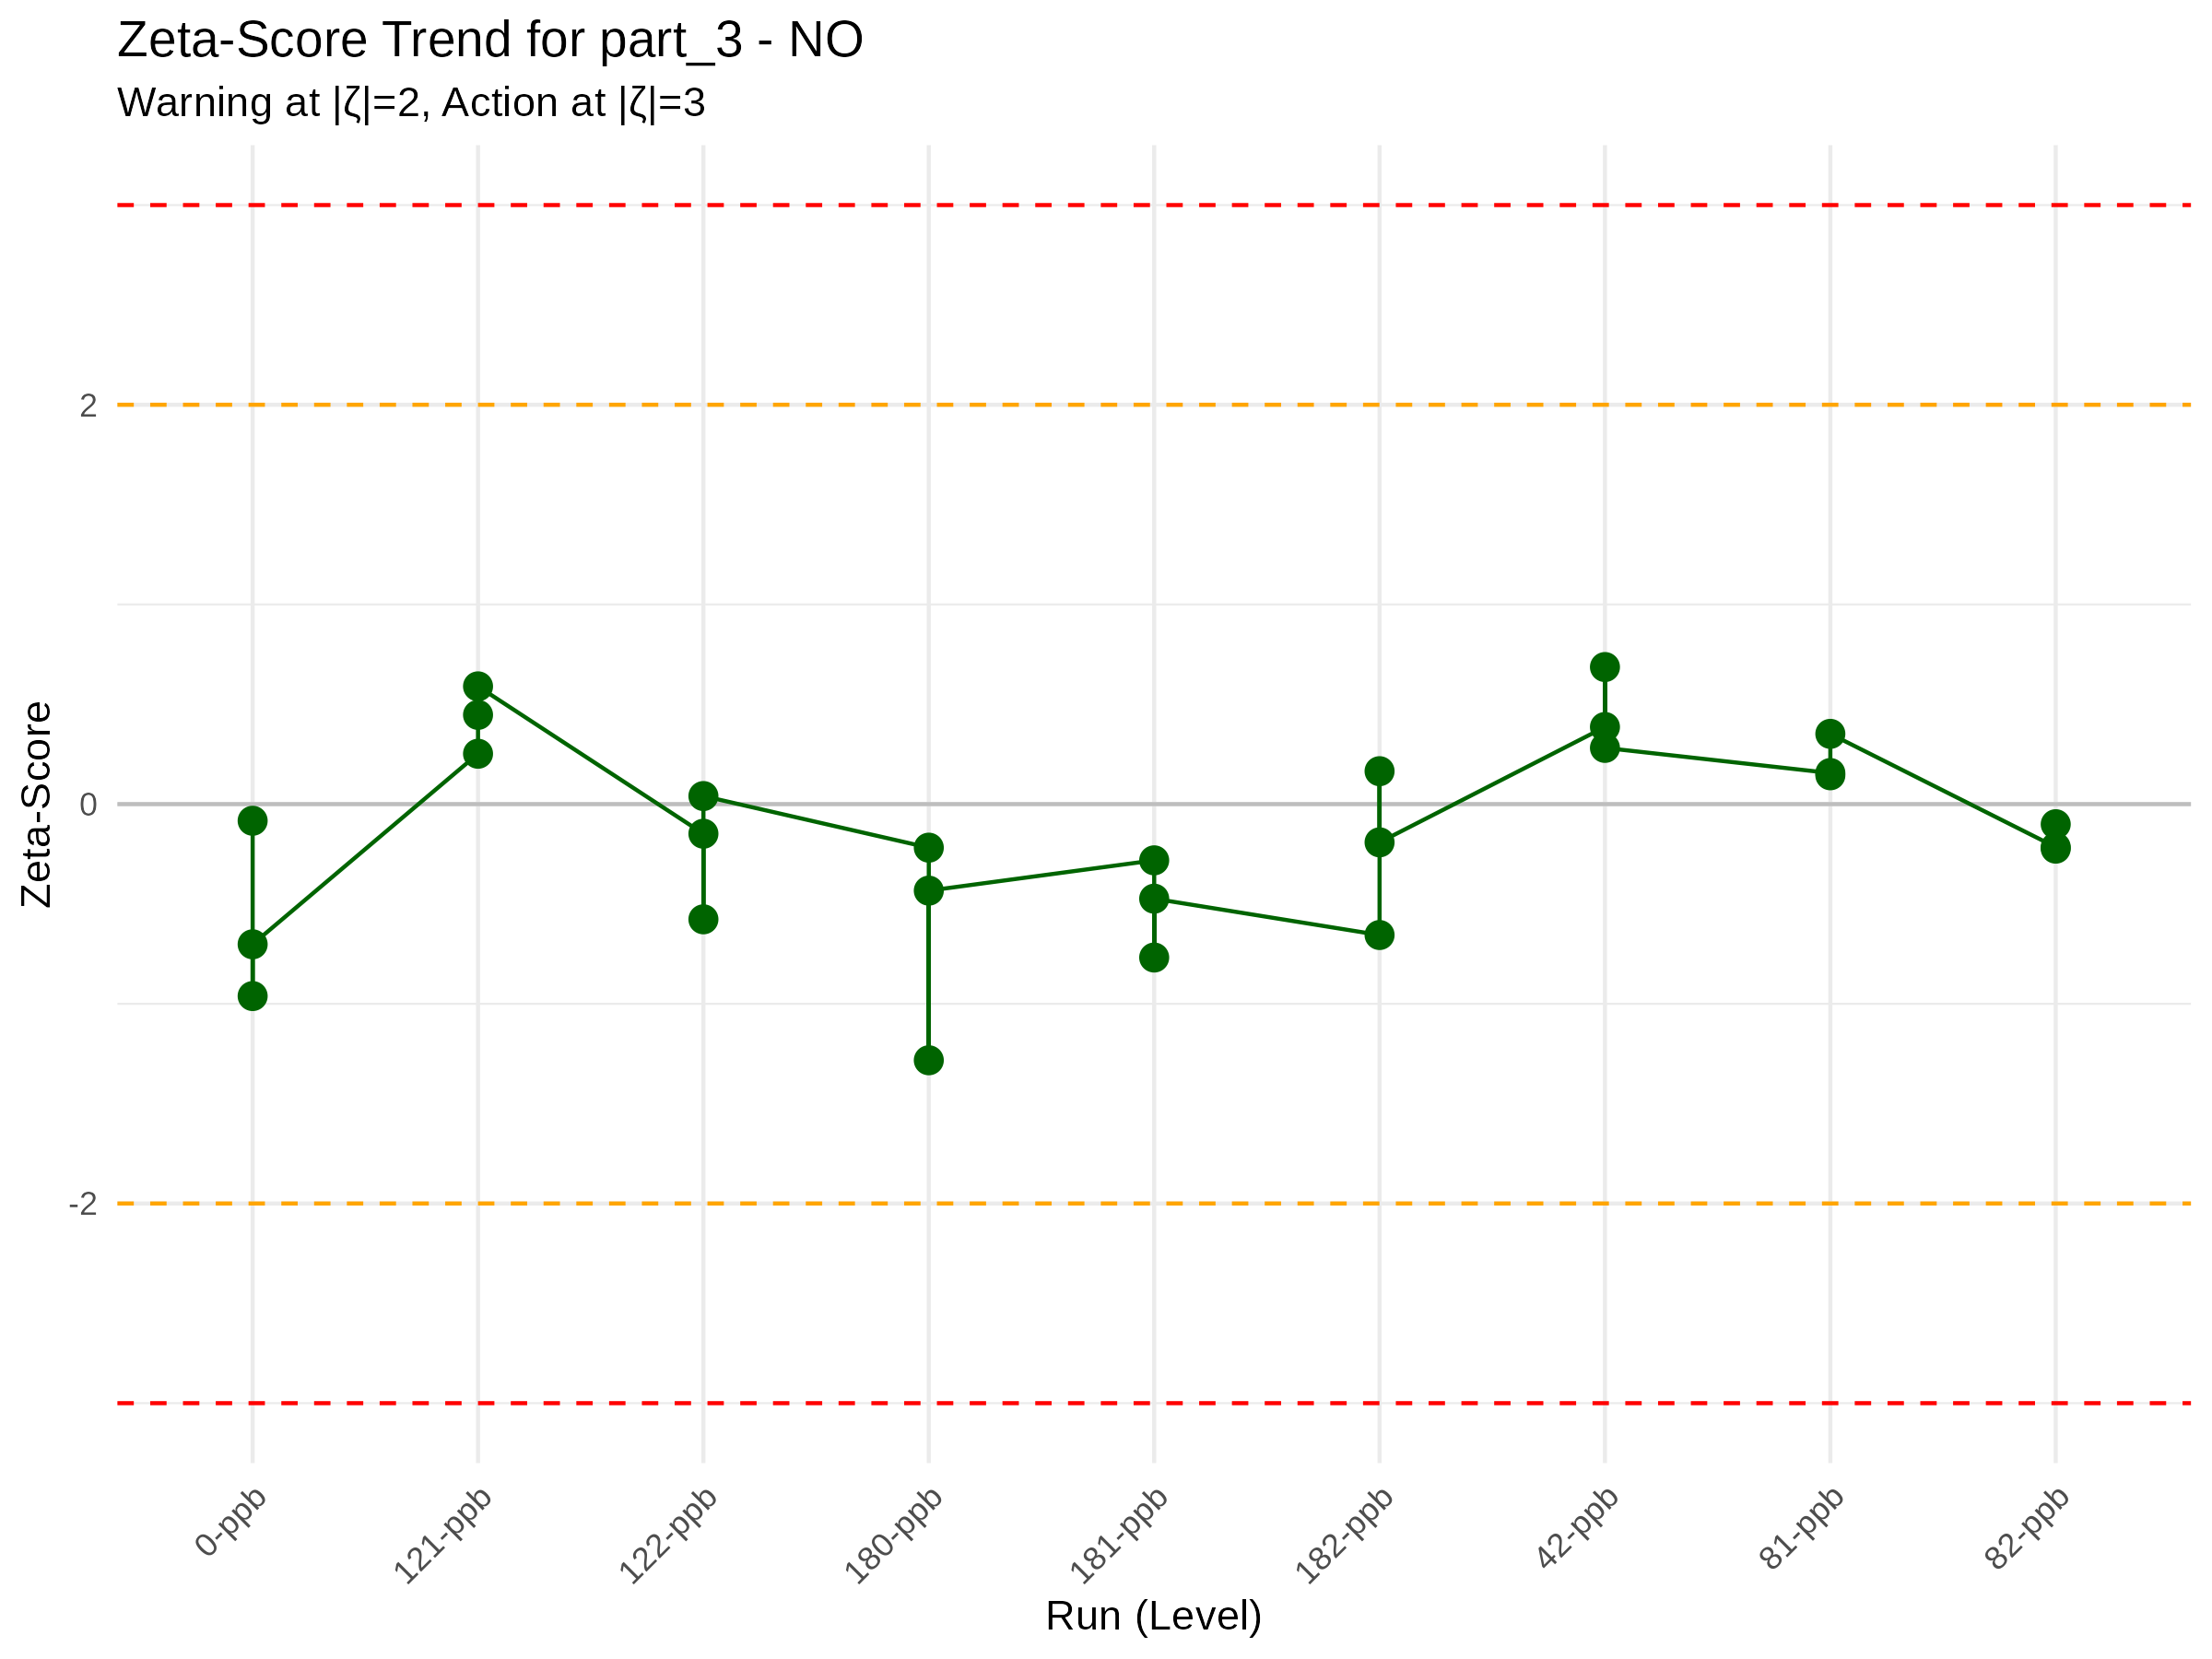 Zeta-Score Trend for part_3 - NO
Warning at |ζ|=2, Action at |ζ|=3
Zeta-Score
2
0
-2
0-ppb
121-ppb
122-ppb
180-ppb
181-ppb
182-ppb
42-ppb
81-ppb
82-ppb
Run (Level)